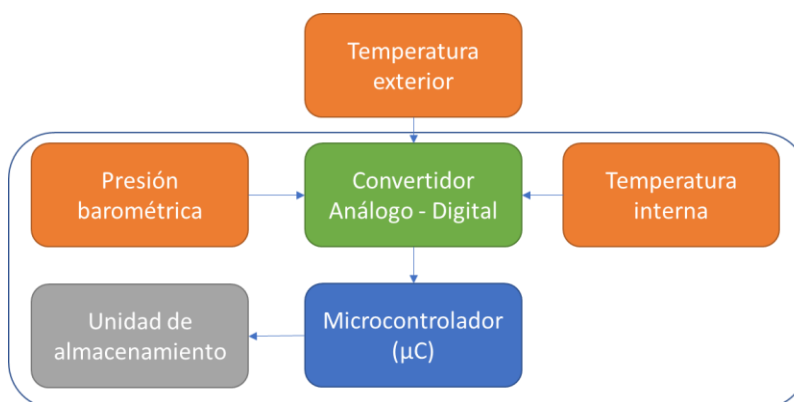 Temperatura
exterior
Presión
barométrica
Convertidor
Análogo - Digital
Temperatura
interna
Unidad de
almacenamiento
Microcontrolador
(μC)